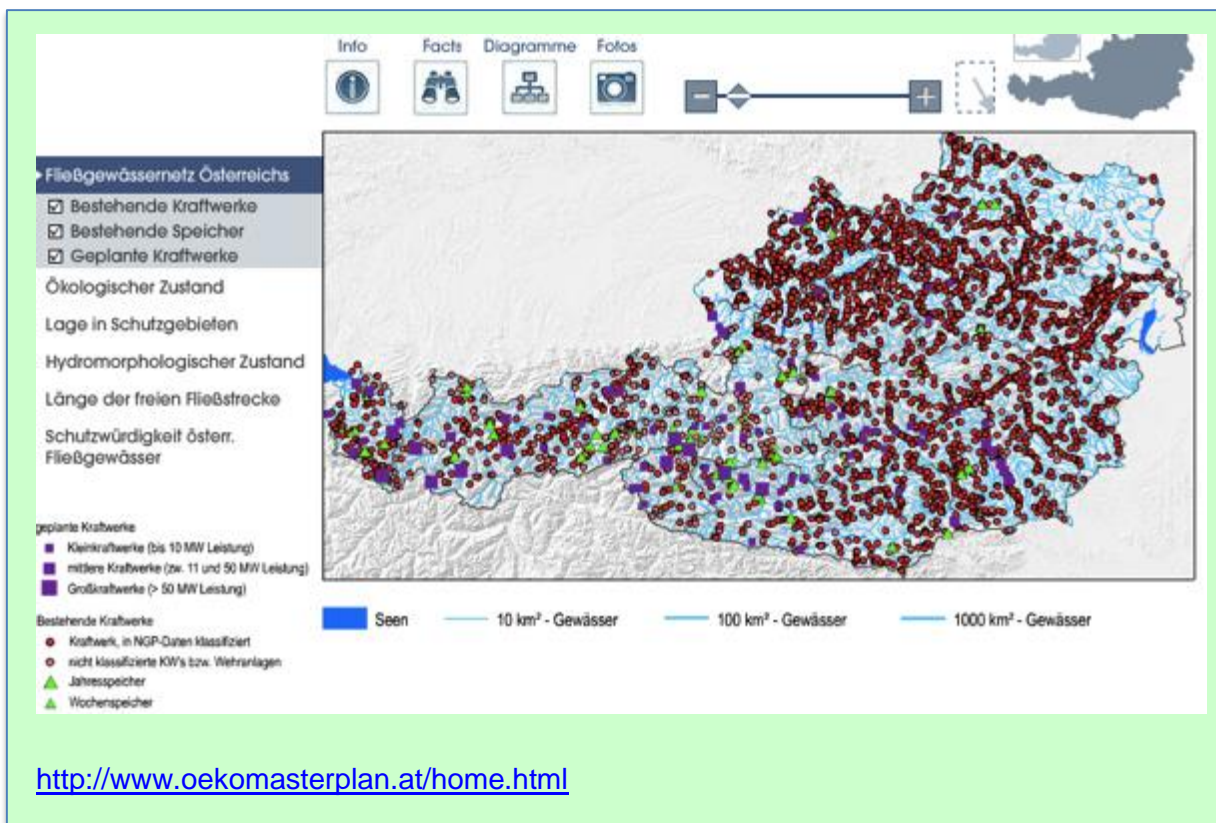 Info Facts Diagramme Fotos
Fließgewässernetz Österreichs
Bestehende Kraftwerke
Bestehende Speicher
Geplante Kraftwerke
Ökologischer Zustand
Lage in Schutzgebieten
Hydromorphologischer Zustand
Länge der freien Fließstrecke
Schutzwürdigkeit österr.
Fließgewässer
geplante Kraftwerke
Kleinkraftwerke (bis 10 MW Leistung)
mittlere Kraftwerke (zw. 11 und 50 MW Leistung)
Großkraftwerke (> 50 MW Leistung)
Bestehende Kraftwerke
Kraftwerk, in NGP-Daten klassifiziert
nicht klassifizierte KW's bzw. Wehranlagen
Jahresspeicher
Wochenspeicher
Seen 10 km² - Gewässer 100 km² - Gewässer 1000 km² - Gewässer
http://www.oekomasterplan.at/home.html